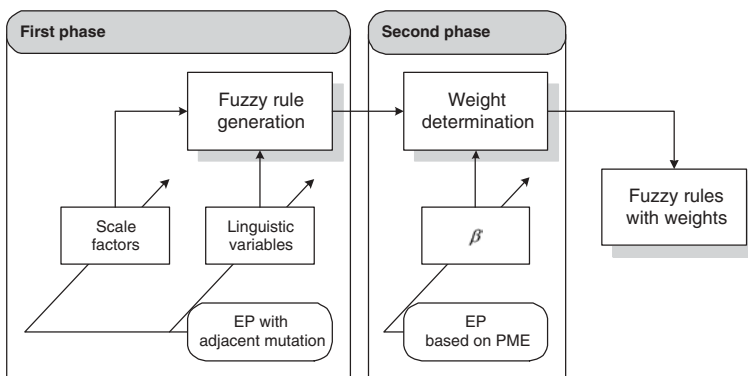 First phase
Second phase
Fuzzy rule
generation
Weight
determination
Fuzzy rules
with weights
Scale
factors
Linguistic
variables
β
EP with
adjacent mutation
EP
based on PME